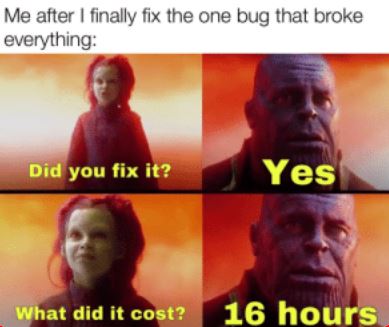 Me after I finally fix the one bug that broke
everything:
Did you fix it?
Yes
What did it cost?
16 hours